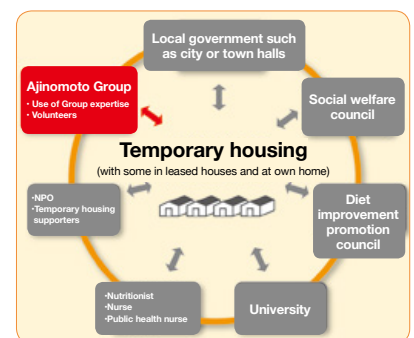 Local government such
as city or town halls
Ajinomoto Group
• Use of Group expertise
• Volunteers
Social welfare
council
Temporary housing
(with some in leased houses and at own home)
•NPO
•Temporary housing
supporters
Diet
improvement
promotion
council
•Nutritionist
•Nurse
•Public health nurse
University